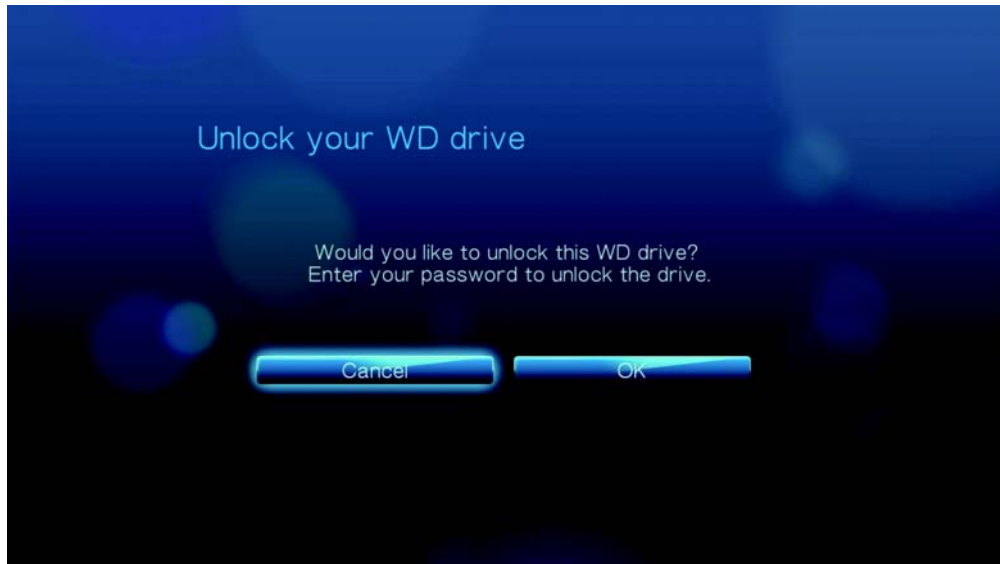 Unlock your WD drive
Would you like to unlock this WD drive?
Enter your password to unlock the drive.
Cancel OK